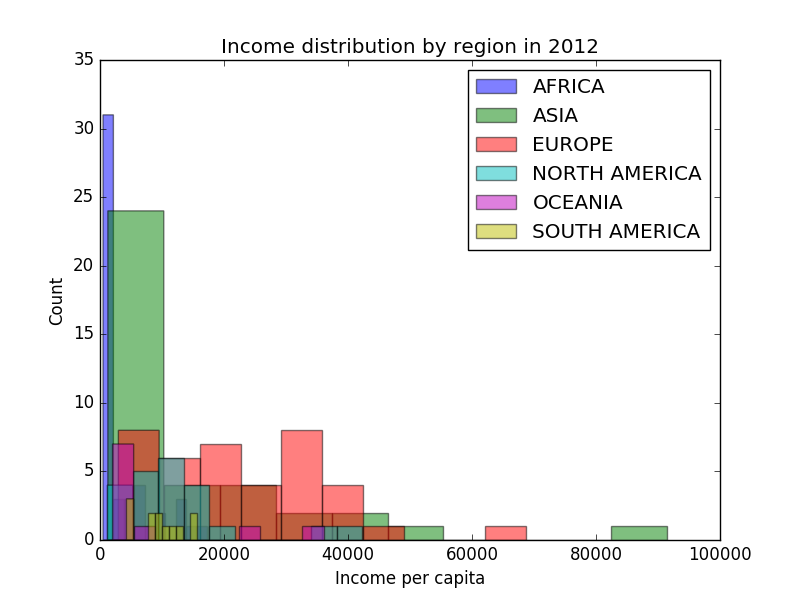 Income distribution by region in 2012
35
30
25
20
15
10
5
0
Count
AFRICA
ASIA
EUROPE
NORTH AMERICA
OCEANIA
SOUTH AMERICA
0 20000 40000 60000 80000 100000
Income per capita